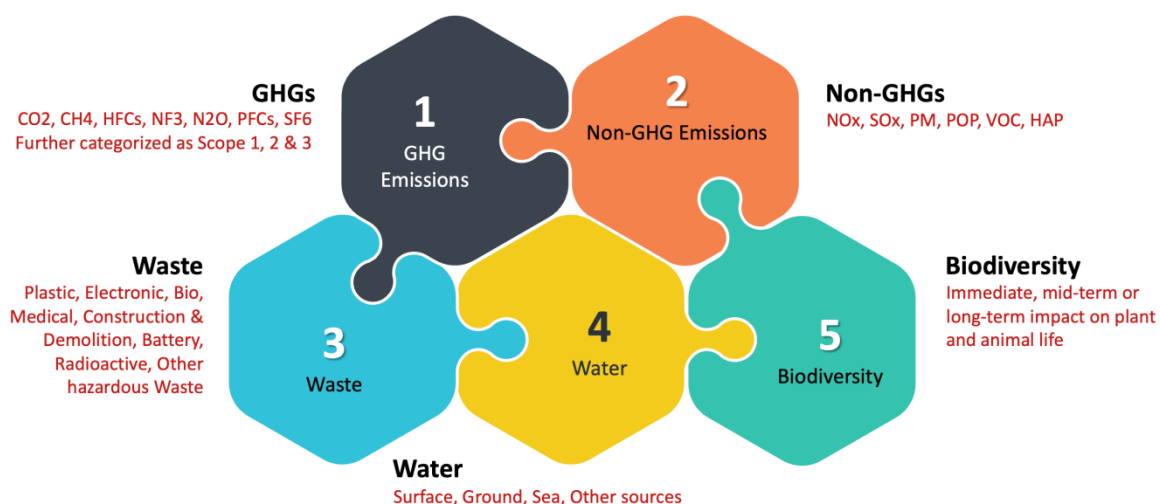 GHGs
CO2, CH4, HFCs, NF3, N2O, PFCs, SF6
Further categorized as Scope 1, 2 & 3
1
GHG
Emissions
2
Non-GHG Emissions
Non-GHGs
NOx, SOx, PM, POP, VOC, HAP
Waste
Plastic, Electronic, Bio,
Medical, Construction &
Demolition, Battery,
Radioactive, Other
hazardous Waste
3
Waste
4
Water
5
Biodiversity
Biodiversity
Immediate, mid-term or
long-term impact on plant
and animal life
Water
Surface, Ground, Sea, Other sources